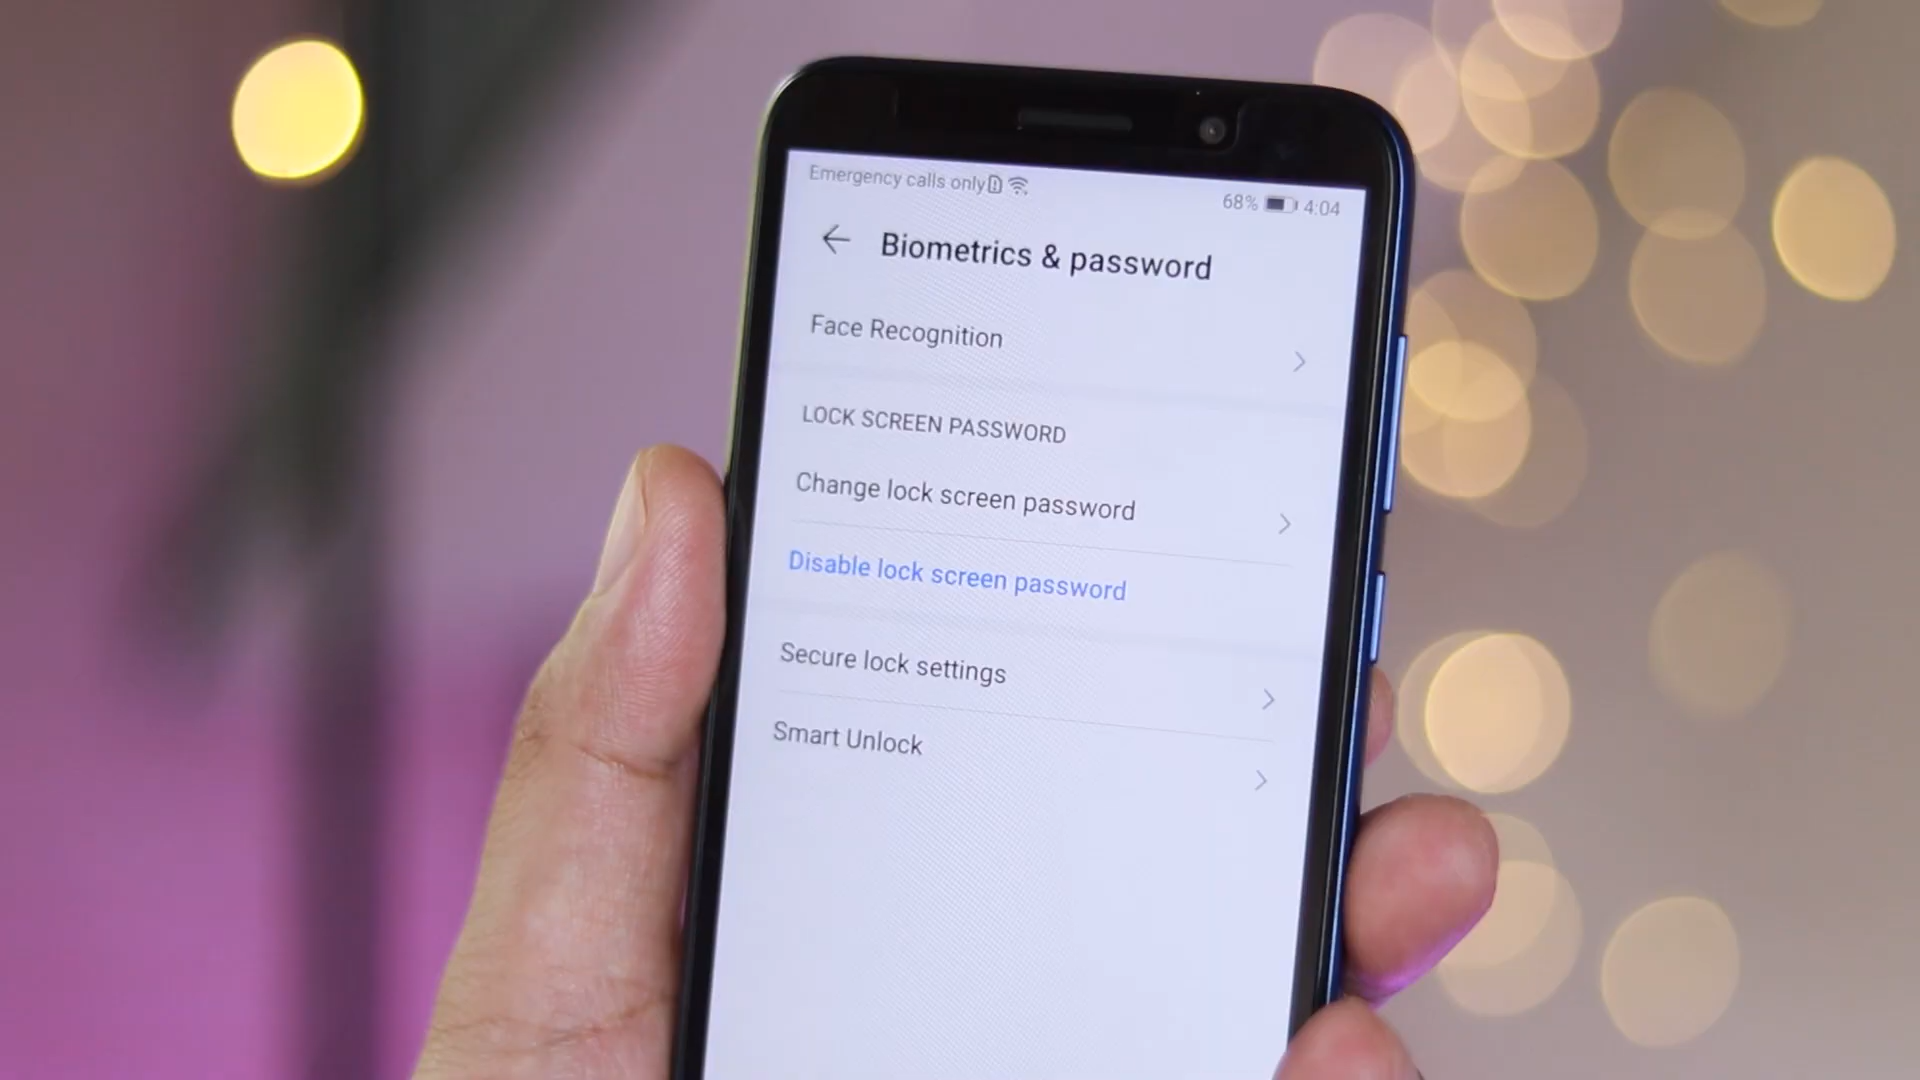 Emergency calls only
68% 4:04
Biometrics & password
Face Recognition
LOCK SCREEN PASSWORD
Change lock screen password
Disable lock screen password
Secure lock settings
Smart Unlock